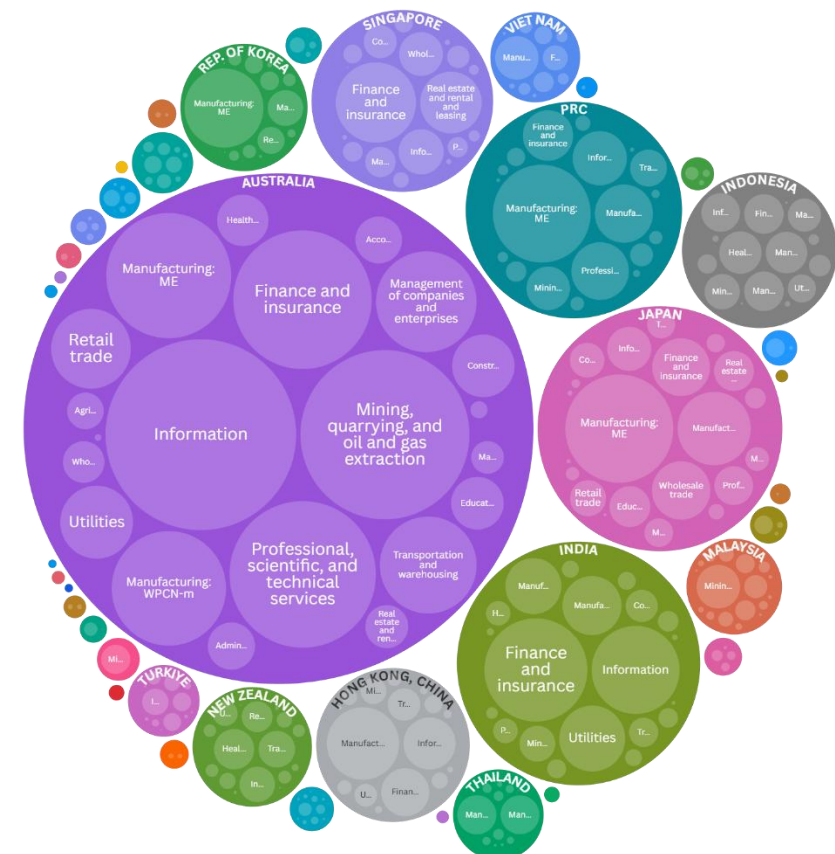 REP. OF KOREA
Manufacturing:
ME
Ma...
Re...
SINGAPORE
Co...
Whol...
Finance
and
insurance
Real estate
and rental
and
leasing
Ma...
Info...
P...
VIET NAM
Manu...
F...
PRC
Finance
and
insurance
Infor...
Tra...
Manufacturing:
ME
Manufa...
Minin...
Professi...
INDONESIA
Inf...
Fin...
Ma...
Heal...
Man...
Min...
Man...
Ut...
AUSTRALIA
Health...
Acco...
Manufacturing:
ME
Finance and
insurance
Management
of companies
and
enterprises
Retail
trade
Constr...
Information
Mining,
quarrying, and
oil and gas
extraction
Agri...
Who...
Ma...
Educat...
Utilities
Professional,
scientific, and
technical
services
Transportation
and
warehousing
Manufacturing:
WPCN-m
Real
estate
and
ren...
Admin...
JAPAN
T...
Co...
Info...
Finance
and
insurance
Real
estate
...
Manufacturing:
ME
Manufact...
M...
Retail
trade
Educ...
Wholesale
trade
Prof...
M...
MALAYSIA
Minin...
INDIA
Manuf...
Manufa...
Co...
H...
Finance
and
insurance
Information
P...
Min...
Utilities
Tr...
Mi...
TURKIYE
I...
NEW ZEALAND
U...
Re...
Heal...
Tra...
In...
HONG KONG, CHINA
Mi...
Tr...
Manufact...
Infor...
U...
Finan...
THAILAND
Man...
Man...